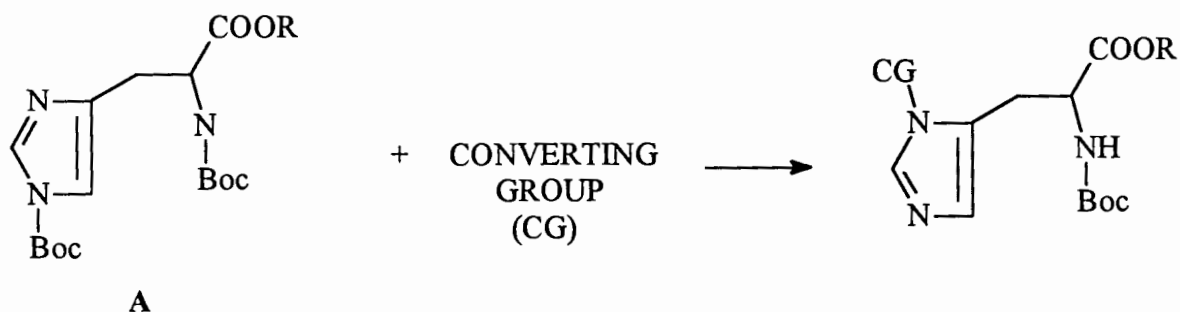 COOR
N
N
Boc
N
Boc
A
+
CONVERTING
GROUP
(CG)
CG
COOR
N
NH
N
Boc